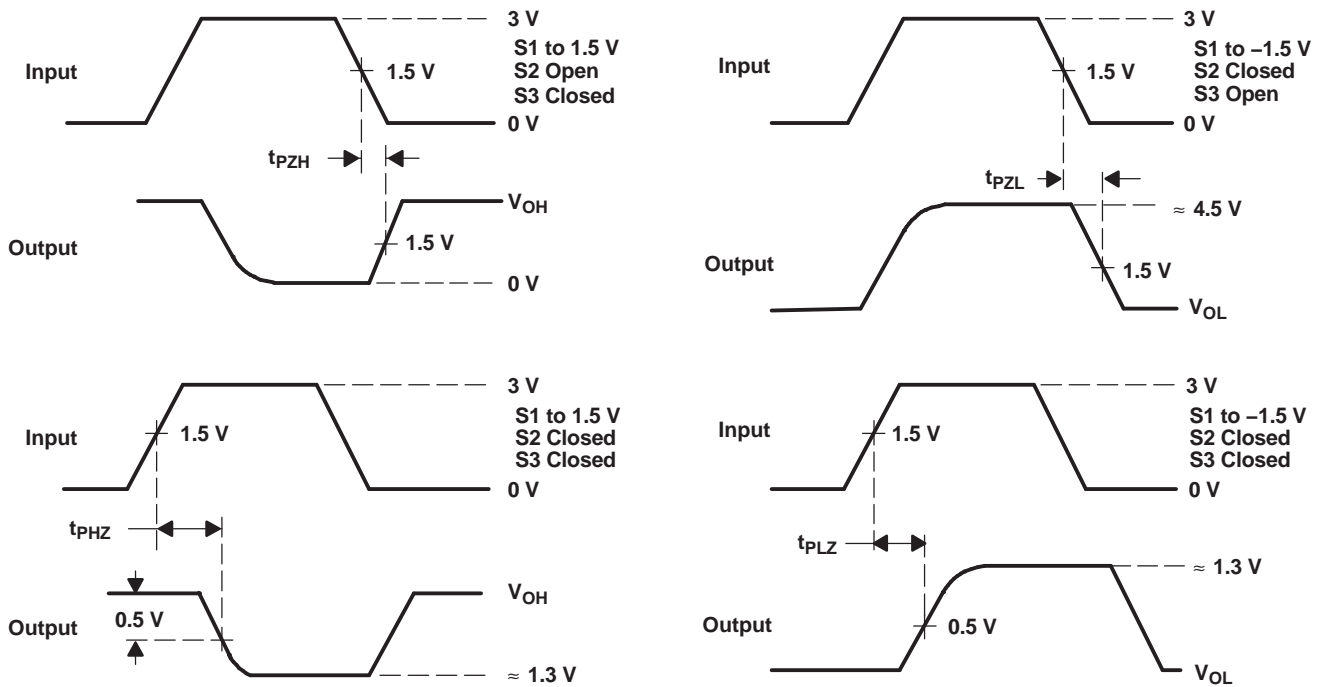 3 V
S1 to 1.5 V
Input
1.5 V
S2 Open
S3 Closed
0 V
tPZH
VOH
Output
1.5 V
0 V
3 V
S1 to –1.5 V
Input
1.5 V
S2 Closed
S3 Open
0 V
tPZL
≈ 4.5 V
Output
1.5 V
VOL
3 V
S1 to 1.5 V
Input
1.5 V
S2 Closed
S3 Closed
0 V
tPHZ
VOH
0.5 V
Output
≈ 1.3 V
3 V
S1 to –1.5 V
Input
1.5 V
S2 Closed
S3 Closed
0 V
tPLZ
≈ 1.3 V
Output
0.5 V
VOL